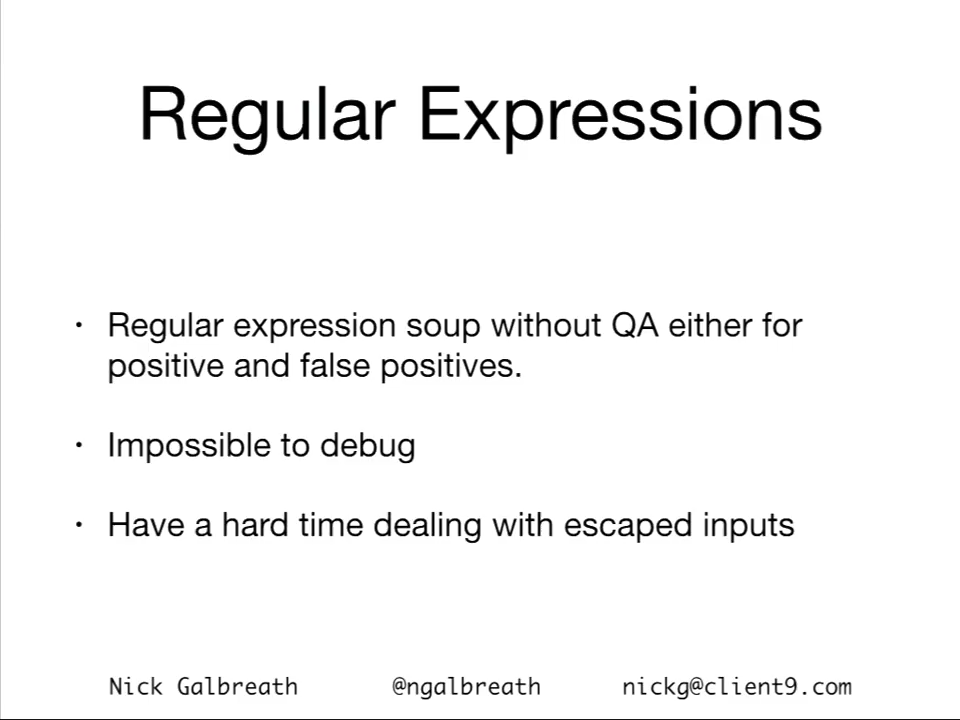 Regular Expressions
• Regular expression soup without QA either for
positive and false positives.
• Impossible to debug
• Have a hard time dealing with escaped inputs
Nick Galbreath @ngalbreath nickg@client9.com